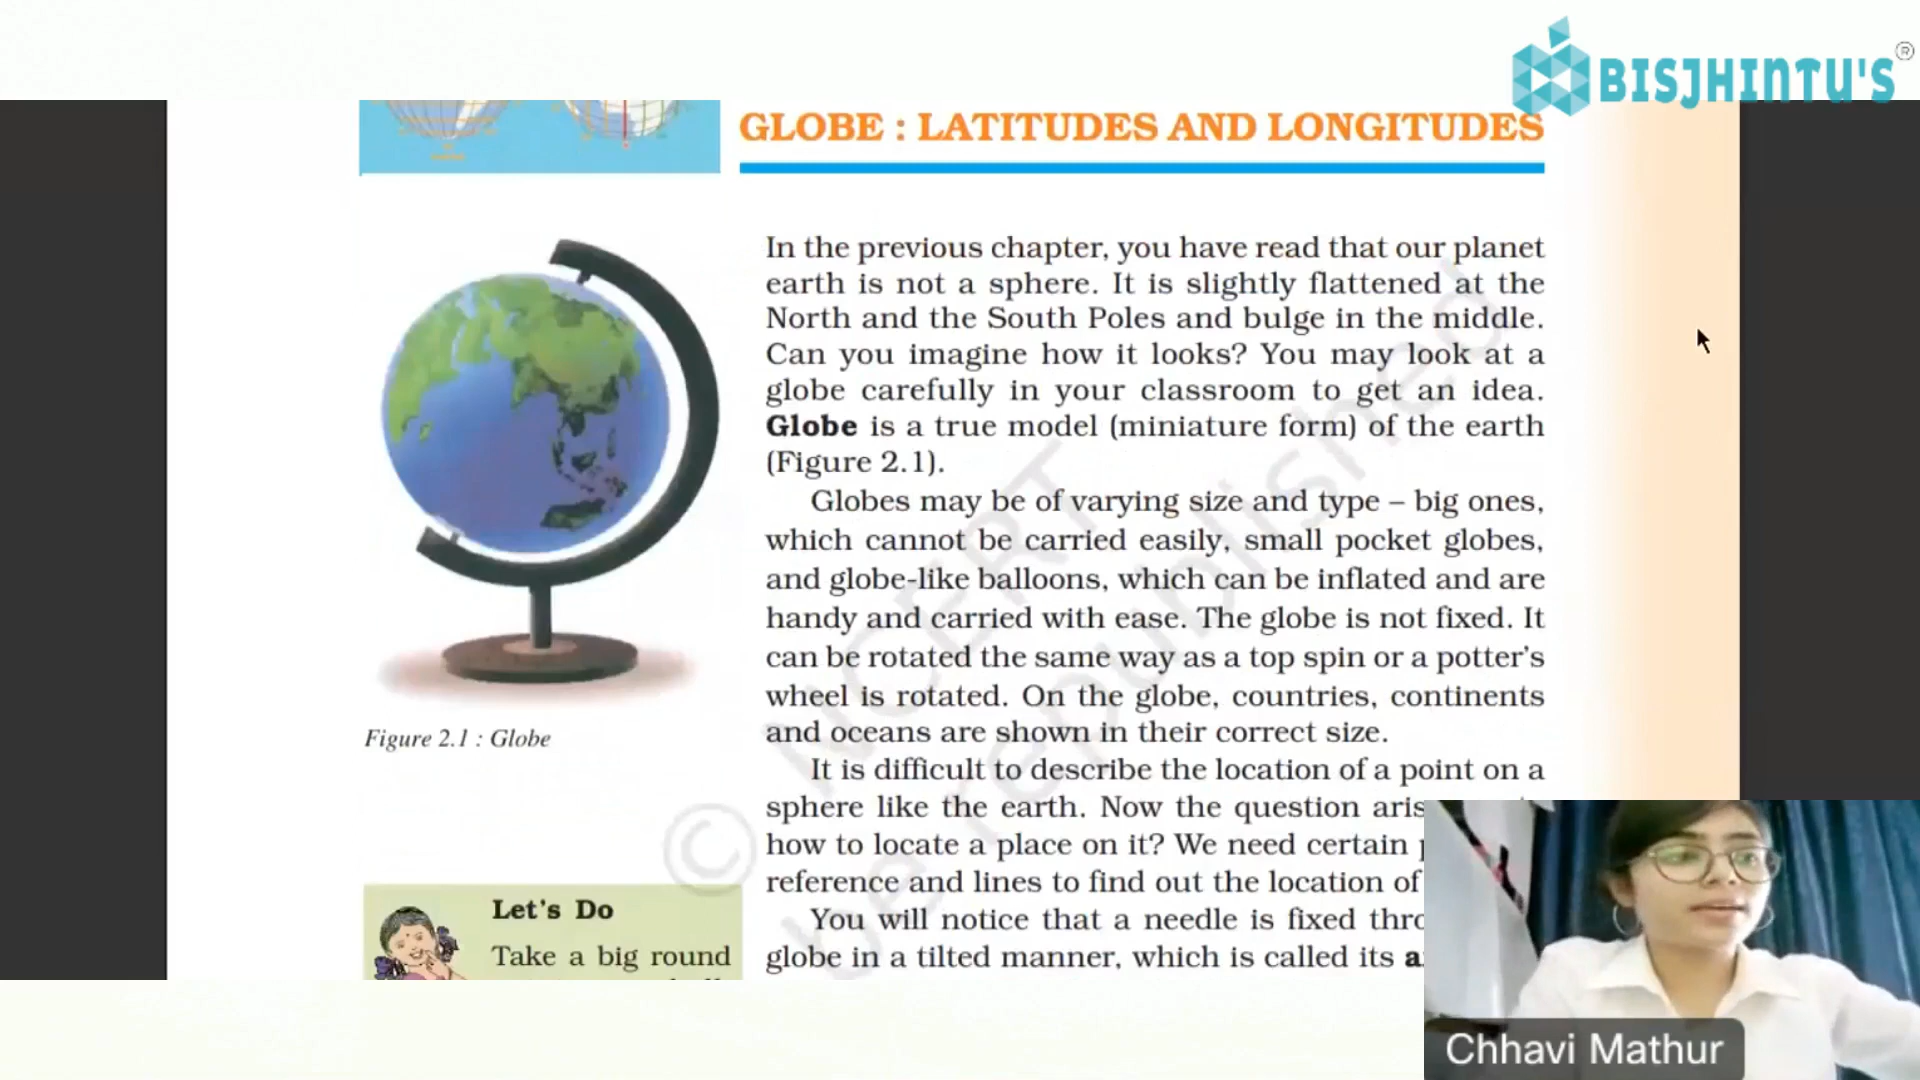 BISJHINTU'S®
GLOBE : LATITUDES AND LONGITUDES
In the previous chapter, you have read that our planet
earth is not a sphere. It is slightly flattened at the
North and the South Poles and bulge in the middle.
Can you imagine how it looks? You may look at a
globe carefully in your classroom to get an idea.
Globe is a true model (miniature form) of the earth
(Figure 2.1).
Globes may be of varying size and type – big ones,
which cannot be carried easily, small pocket globes,
and globe-like balloons, which can be inflated and are
handy and carried with ease. The globe is not fixed. It
can be rotated the same way as a top spin or a potter's
wheel is rotated. On the globe, countries, continents
and oceans are shown in their correct size.
It is difficult to describe the location of a point on a
sphere like the earth. Now the question
how to locate a place on it? We need certain
reference and lines to find out the location of
You will notice that a needle is fixed
globe in a tilted manner, which is called its
Figure 2.1 : Globe
Let's Do
Take a big round
© NCERT
be republished
Chhavi Mathur